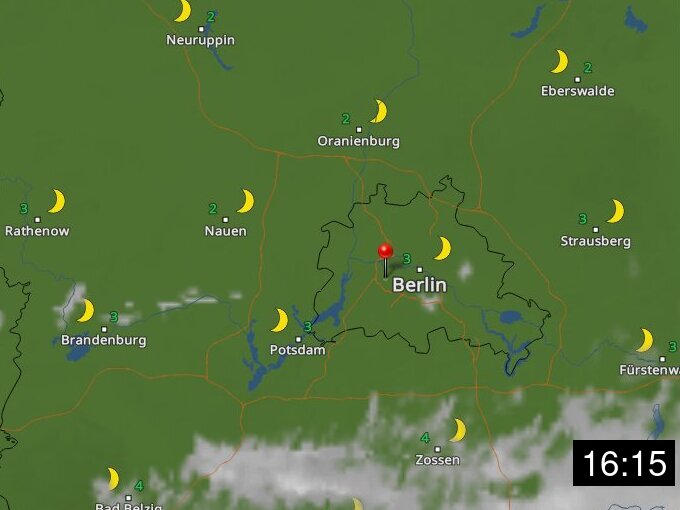 2
Neuruppin
2
Eberswalde
2
Oranienburg
3
Rathenow
2
Nauen
3
Strausberg
3
Berlin
3
Brandenburg
3
Potsdam
3
Fürstenwa
4
Zossen
16:15
4
Bad Belzig